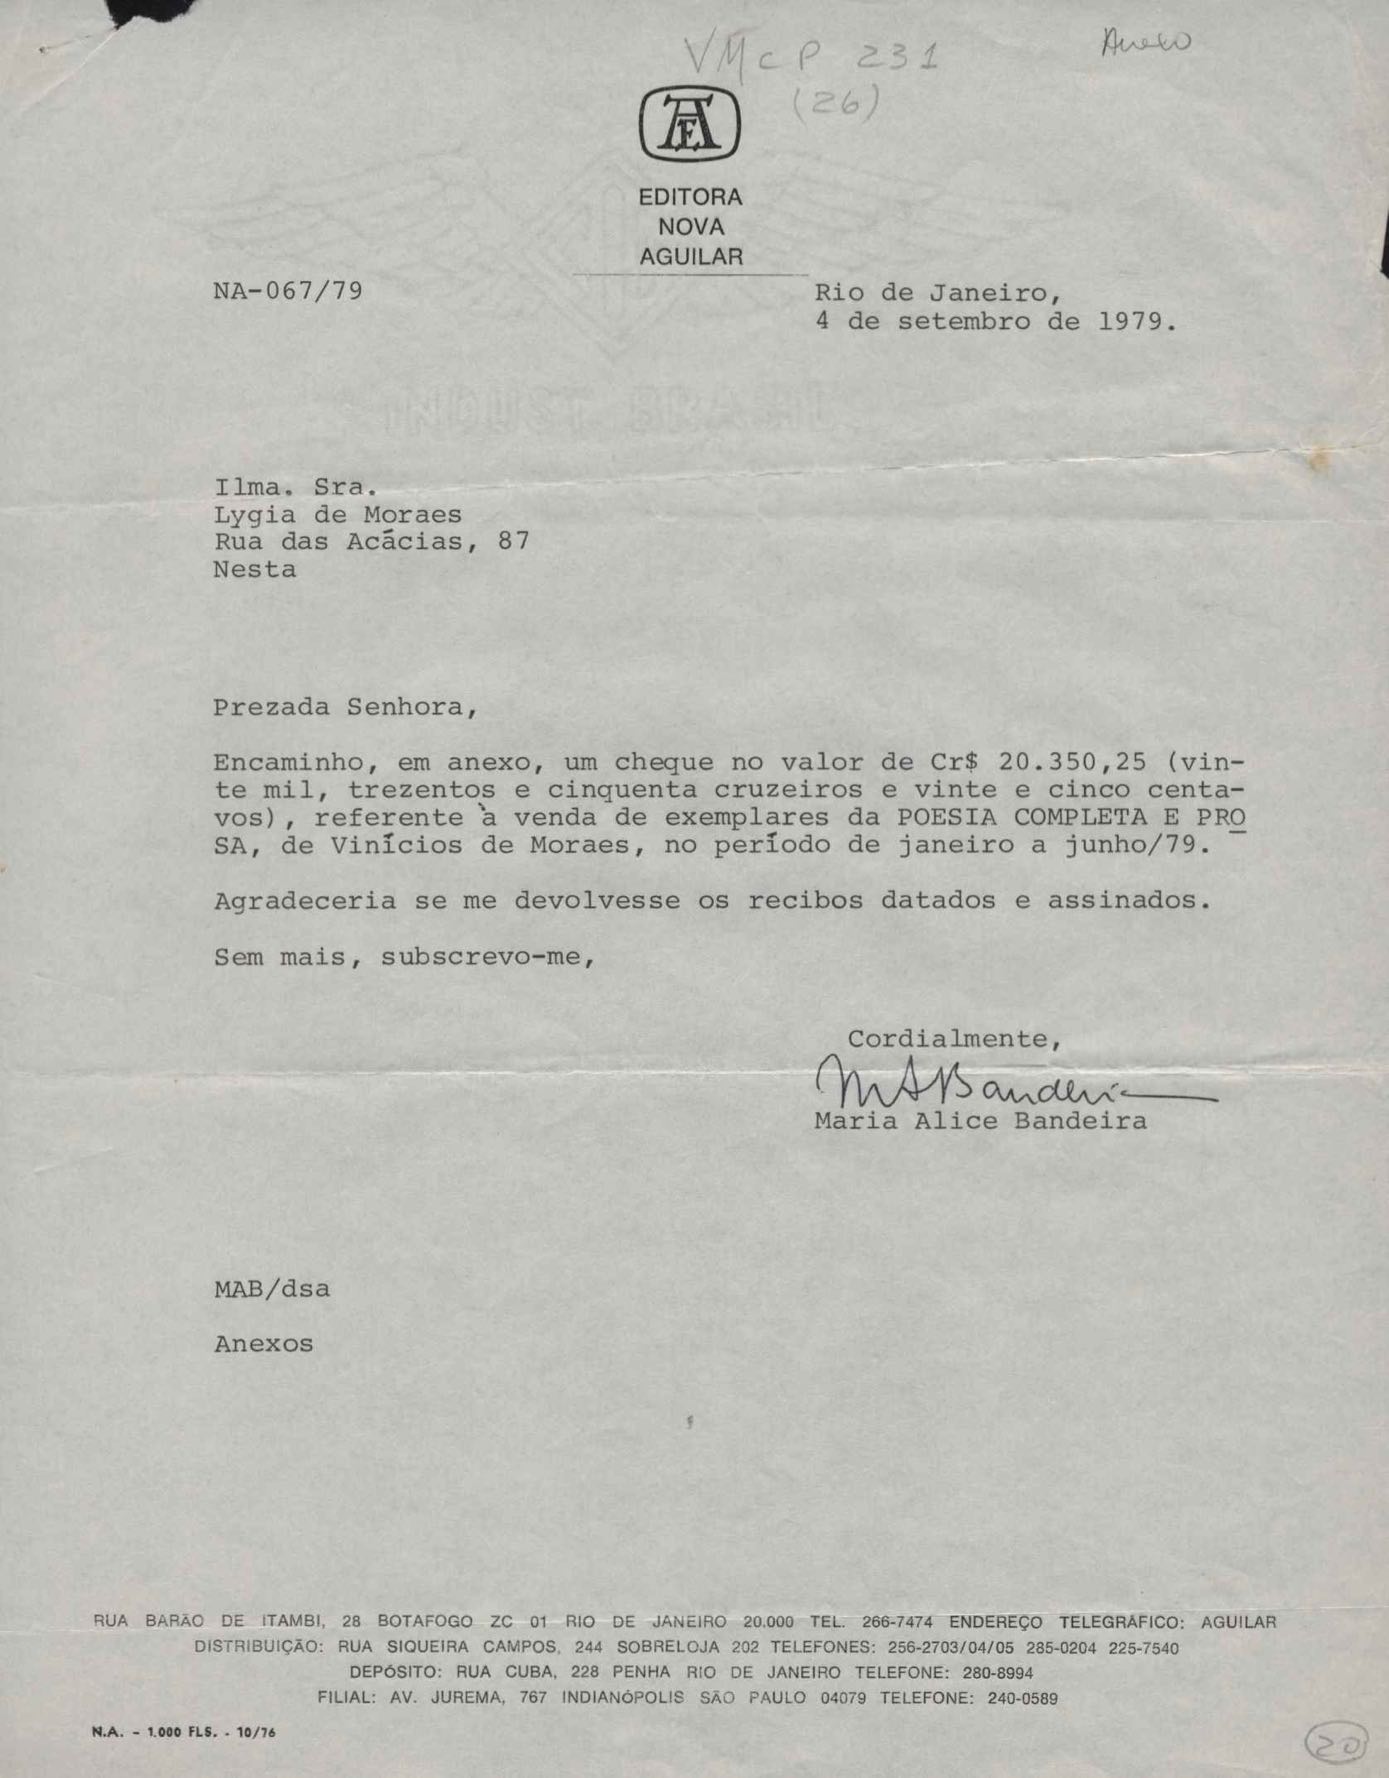 VMcP 231
Anexo
(26)
AE
EDITORA
NOVA
AGUILAR
NA-067/79
Rio de Janeiro,
4 de setembro de 1979.
INDUST BRASIL
Ilma. Sra.
Lygia de Moraes
Rua das Acácias, 87
Nesta
Prezada Senhora,
Encaminho, em anexo, um cheque no valor de Cr$ 20.350,25 (vin-
te mil, trezentos e cinquenta cruzeiros e vinte e cinco centa-
vos), referente à venda de exemplares da POESIA COMPLETA E PRO
SA, de Vinícios de Moraes, no período de janeiro a junho/79.
Agradeceria se me devolvesse os recibos datados e assinados.
Sem mais, subscrevo-me,
Cordialmente,
MABandeira
Maria Alice Bandeira
MAB/dsa
Anexos
RUA BARÃO DE ITAMBI, 28 BOTAFOGO ZC 01 RIO DE JANEIRO 20.000 TEL. 266-7474 ENDEREÇO TELEGRÁFICO: AGUILAR
DISTRIBUIÇÃO: RUA SIQUEIRA CAMPOS, 244 SOBRELOJA 202 TELEFONES: 256-2703/04/05 285-0204 225-7540
DEPÓSITO: RUA CUBA, 228 PENHA RIO DE JANEIRO TELEFONE: 280-8994
FILIAL: AV. JUREMA, 767 INDIANÓPOLIS SÃO PAULO 04079 TELEFONE: 240-0589
N.A. - 1.000 FLS. - 10/76
20